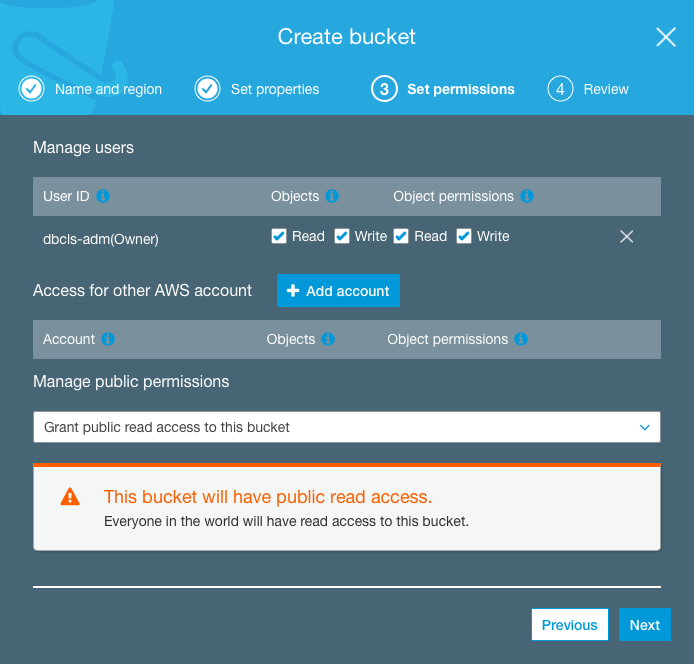 Create bucket
Name and region Set properties 3 Set permissions 4 Review
Manage users
User ID Objects Object permissions
dbcls-adm(Owner) Read Write Read Write
Access for other AWS account Add account
Account Objects Object permissions
Manage public permissions
Grant public read access to this bucket
This bucket will have public read access.
Everyone in the world will have read access to this bucket.
Previous Next